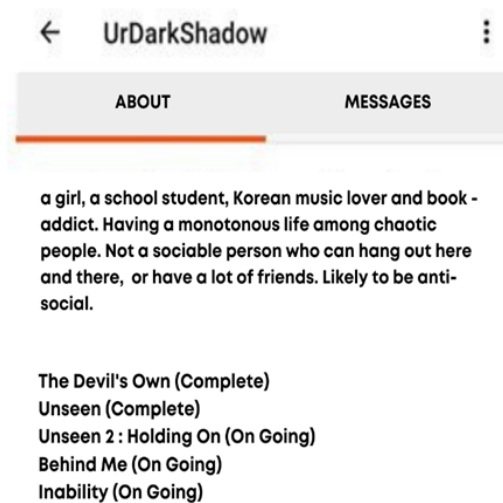 UrDarkShadow
ABOUT
MESSAGES
a girl, a school student, Korean music lover and book -
addict. Having a monotonous life among chaotic
people. Not a sociable person who can hang out here
and there,  or have a lot of friends. Likely to be anti-
social.
The Devil's Own (Complete)
Unseen (Complete)
Unseen 2 : Holding On (On Going)
Behind Me (On Going)
Inability (On Going)